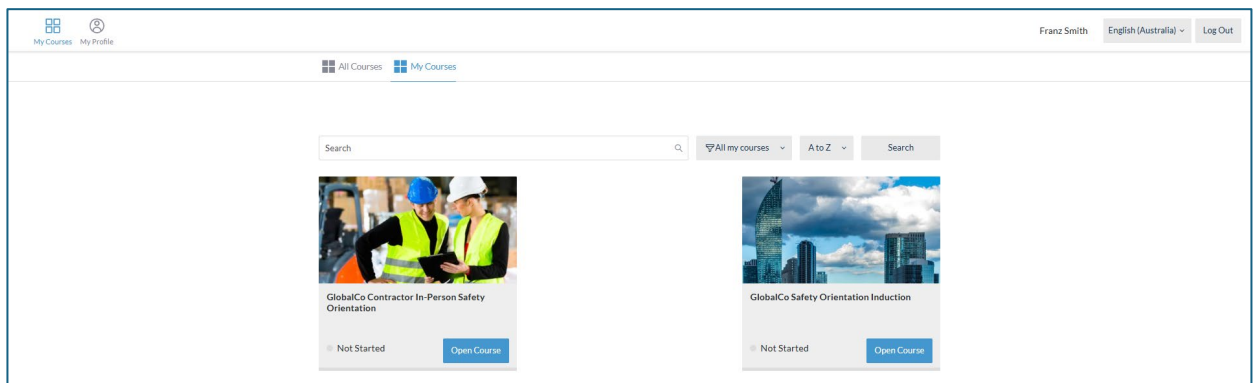 My Courses
My Profile
Franz Smith
English (Australia)
Log Out
All Courses
My Courses
Search
All my courses
A to Z
Search
GlobalCo Contractor In-Person Safety
Orientation
Not Started
Open Course
GlobalCo Safety Orientation Induction
Not Started
Open Course